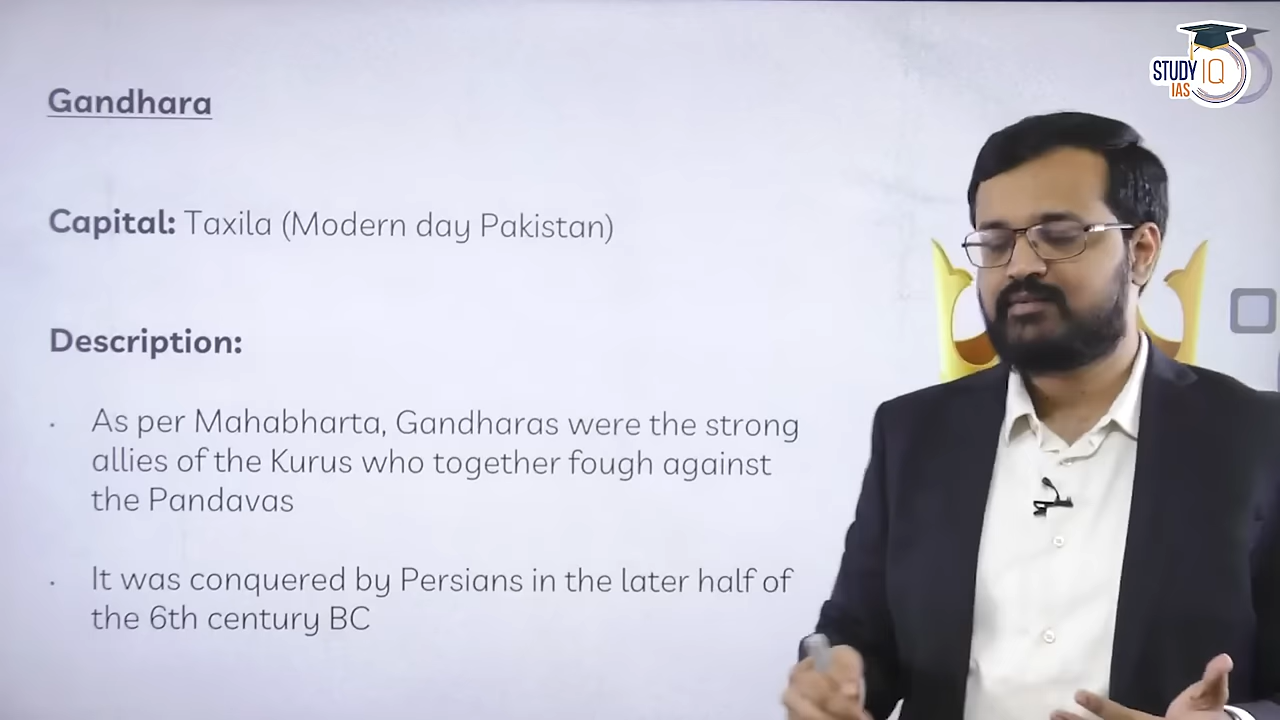 STUDY IQ
IAS
Gandhara
Capital: Taxila (Modern day Pakistan)
Description:
· As per Mahabharta, Gandharas were the strong
allies of the Kurus who together fough against
the Pandavas
· It was conquered by Persians in the later half of
the 6th century BC